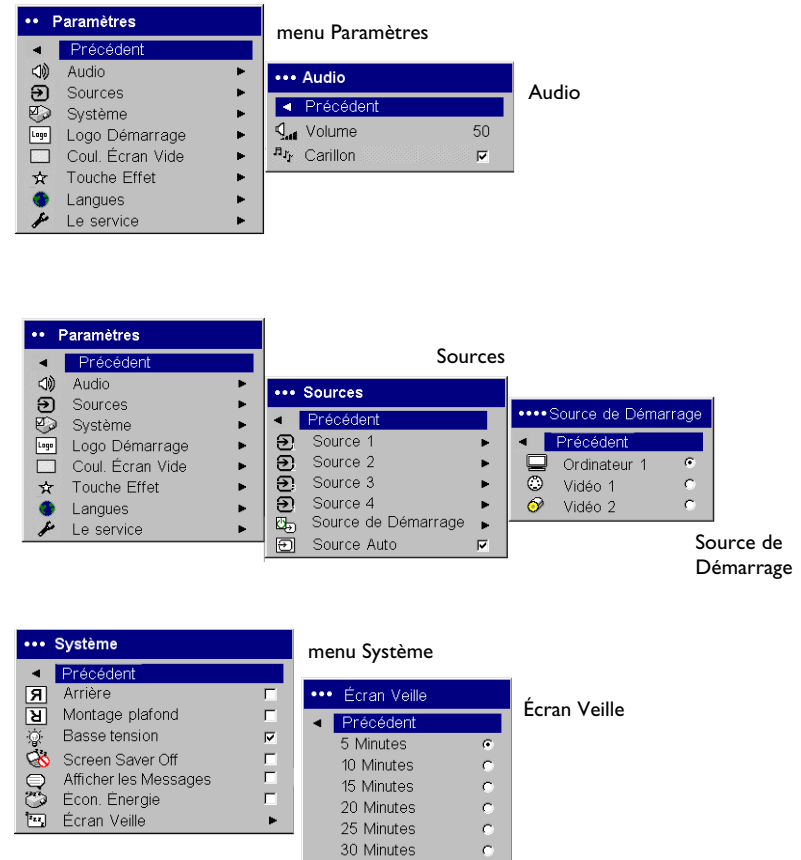 Paramètres
Précédent
Audio
Sources
Système
Logo Logo Démarrage
Coul. Écran Vide
Touche Effet
Langues
Le service
menu Paramètres
Audio
Précédent
Volume 50
Carillon
Audio
Paramètres
Précédent
Audio
Sources
Système
Logo Logo Démarrage
Coul. Écran Vide
Touche Effet
Langues
Le service
Sources
Sources
Précédent
Source 1
Source 2
Source 3
Source 4
Source de Démarrage
Source Auto
Source de Démarrage
Précédent
Ordinateur 1
Vidéo 1
Vidéo 2
Source de
Démarrage
Système
Précédent
Arrière
Montage plafond
Basse tension
Screen Saver Off
Afficher les Messages
Écon. Énergie
Écran Veille
menu Système
Écran Veille
Précédent
5 Minutes
10 Minutes
15 Minutes
20 Minutes
25 Minutes
30 Minutes
Écran Veille